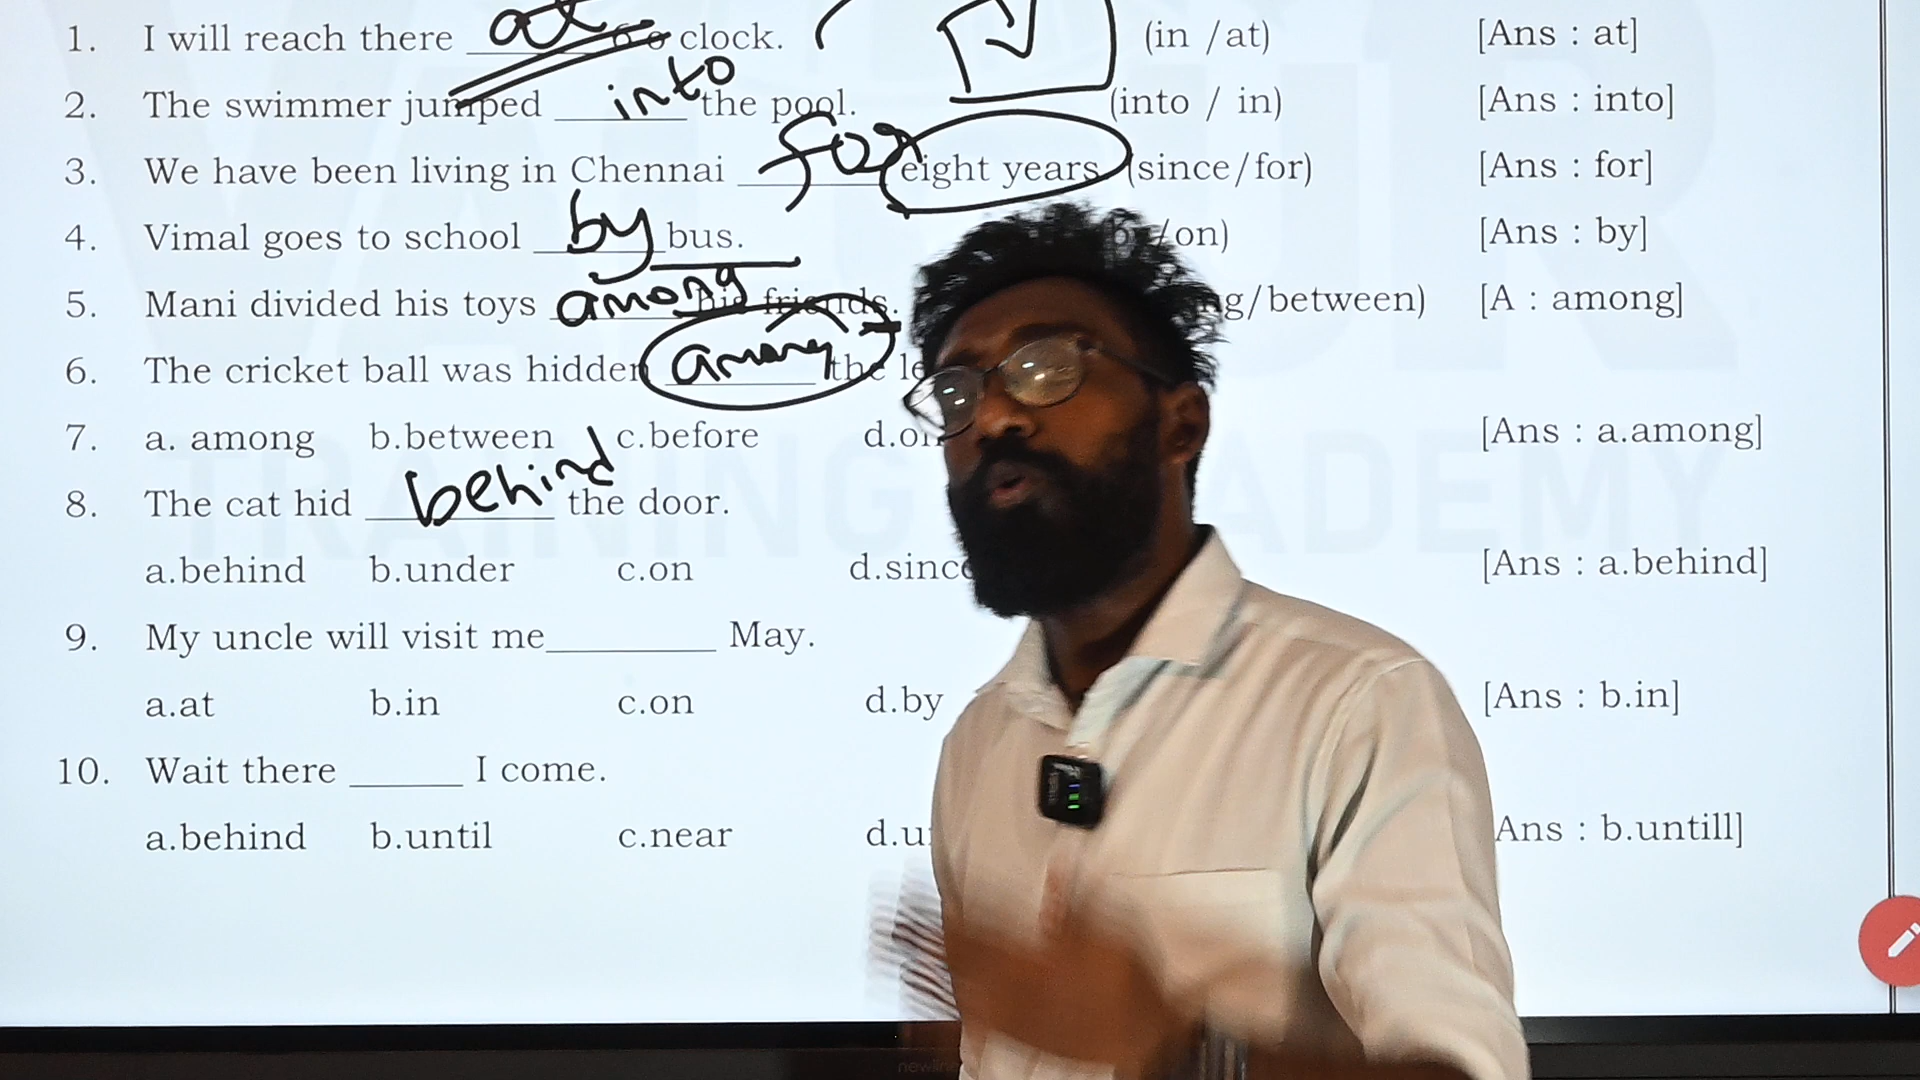 1. I will reach there at 6 o clock. (in /at) [Ans : at]
2. The swimmer jumped into the pool. (into / in) [Ans : into]
3. We have been living in Chennai for eight years (since/for) [Ans : for]
4. Vimal goes to school by bus. /on) [Ans : by]
5. Mani divided his toys among his friends. /between) [A : among]
6. The cricket ball was hidden among the
7. a. among b.between c.before [Ans : a.among]
8. The cat hid behind the door.
a.behind b.under c.on d.since [Ans : a.behind]
9. My uncle will visit me______ May.
a.at b.in c.on d.by [Ans : b.in]
10. Wait there ______ I come.
a.behind b.until c.near Ans : b.untill]
TRAINING ACADEMY